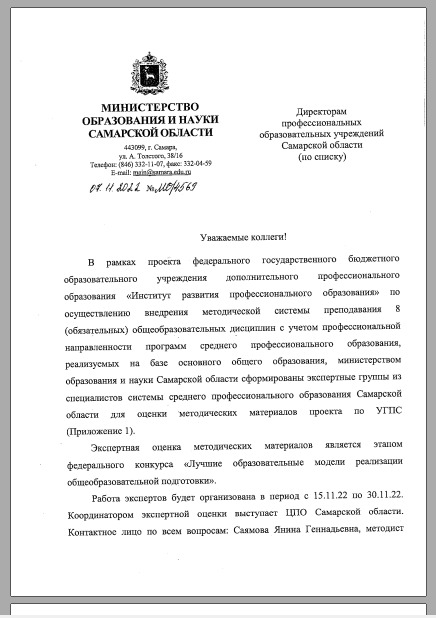 МИНИСТЕРСТВО
ОБРАЗОВАНИЯ И НАУКИ
САМАРСКОЙ ОБЛАСТИ
443099, г. Самара,
ул. А. Толстого, 38/16
Телефон: (846) 332-11-07, факс: 332-04-59
E-mail: main@samara.edu.ru
07.11.2022 № МО/4569
Директорам
профессиональных
образовательных учреждений
Самарской области
(по списку)
Уважаемые коллеги!
В рамках проекта федерального государственного бюджетного
образовательного учреждения дополнительного профессионального
образования «Институт развития профессионального образования» по
осуществлению внедрения методической системы преподавания 8
(обязательных) общеобразовательных дисциплин с учетом профессиональной
направленности программ среднего профессионального образования,
реализуемых на базе основного общего образования, министерством
образования и науки Самарской области сформированы экспертные группы из
специалистов системы среднего профессионального образования Самарской
области для оценки методических материалов проекта по УГПС
(Приложение 1).
Экспертная оценка методических материалов является этапом
федерального конкурса «Лучшие образовательные модели реализации
общеобразовательной подготовки».
Работа экспертов будет организована в период с 15.11.22 по 30.11.22.
Координатором экспертной оценки выступает ЦПО Самарской области.
Контактное лицо по всем вопросам: Саямова Янина Геннадьевна, методист